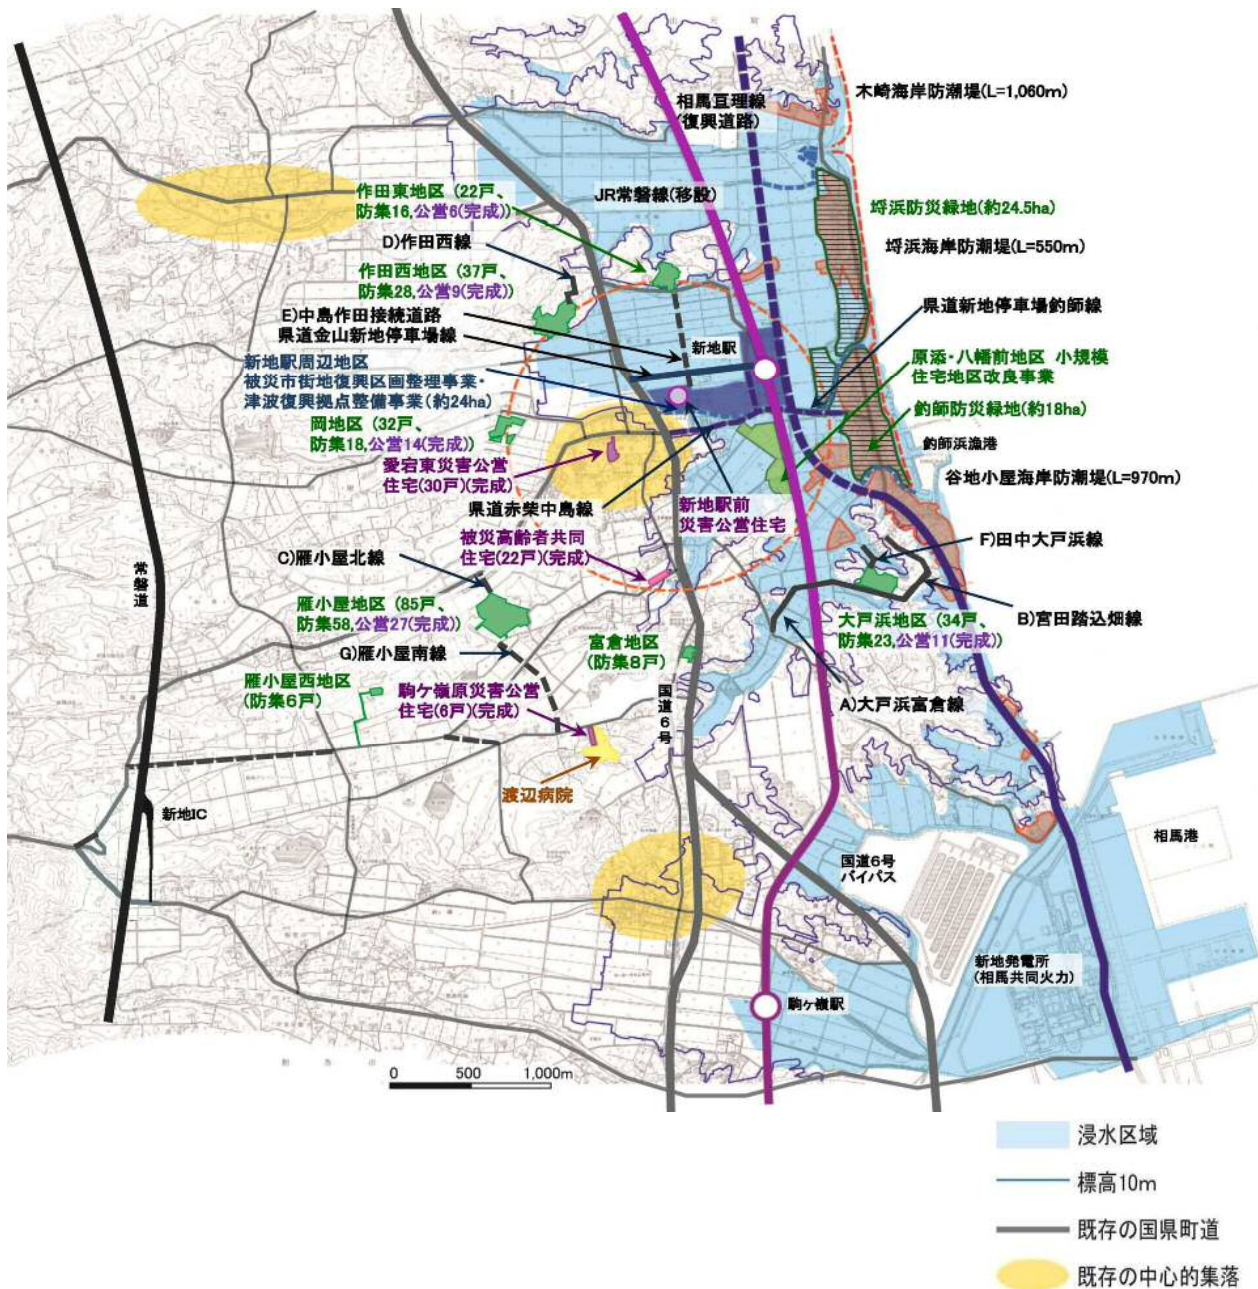 木崎海岸防潮堤(L=1,060m)
相馬亘理線
(復興道路)
JR常磐線(移設)
作田東地区 (22戸、
防集16,公営6(完成))
埒浜防災緑地(約24.5ha)
埒浜海岸防潮堤(L=550m)
D)作田西線
作田西地区 (37戸、
防集28,公営9(完成))
E)中島作田接続道路
県道金山新地停車場線
県道新地停車場釣師線
新地駅
新地駅周辺地区
被災市街地復興区画整理事業・
津波復興拠点整備事業(約24ha)
原添・八幡前地区 小規模
住宅地区改良事業
釣師防災緑地(約18ha)
岡地区 (32戸、
防集18,公営14(完成))
釣師浜漁港
愛宕東災害公営
住宅(30戸)(完成)
谷地小屋海岸防潮堤(L=970m)
県道赤柴中島線
新地駅前
災害公営住宅
被災高齢者共同
住宅(22戸)(完成)
F)田中大戸浜線
C)雁小屋北線
常磐道
雁小屋地区 (85戸、
防集58,公営27(完成))
大戸浜地区 (34戸、
防集23,公営11(完成))
B)宮田踏込畑線
G)雁小屋南線
富倉地区
(防集8戸)
雁小屋西地区
(防集6戸)
駒ケ嶺原災害公営
住宅(6戸)(完成)
国道6号
A)大戸浜富倉線
渡辺病院
新地IC
相馬港
国道6号
バイパス
新地発電所
(相馬共同火力)
駒ケ嶺駅
0 500 1,000m
浸水区域
標高10m
既存の国県町道
既存の中心的集落